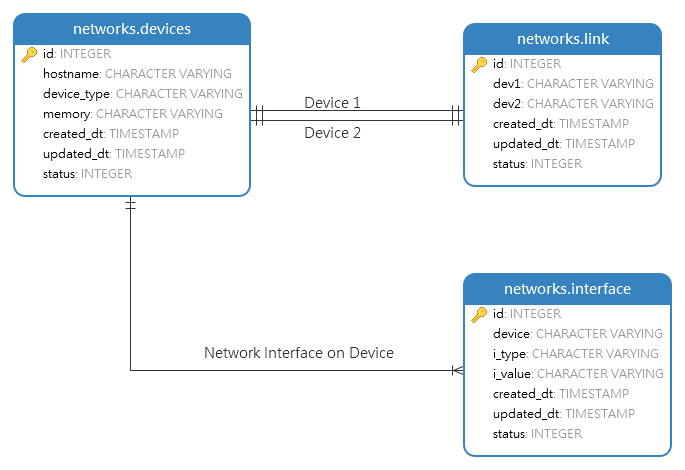 networks.devices
id: INTEGER
hostname: CHARACTER VARYING
device_type: CHARACTER VARYING
memory: CHARACTER VARYING
created_dt: TIMESTAMP
updated_dt: TIMESTAMP
status: INTEGER
Device 1
Device 2
networks.link
id: INTEGER
dev1: CHARACTER VARYING
dev2: CHARACTER VARYING
created_dt: TIMESTAMP
updated_dt: TIMESTAMP
status: INTEGER
Network Interface on Device
networks.interface
id: INTEGER
device: CHARACTER VARYING
i_type: CHARACTER VARYING
i_value: CHARACTER VARYING
created_dt: TIMESTAMP
updated_dt: TIMESTAMP
status: INTEGER